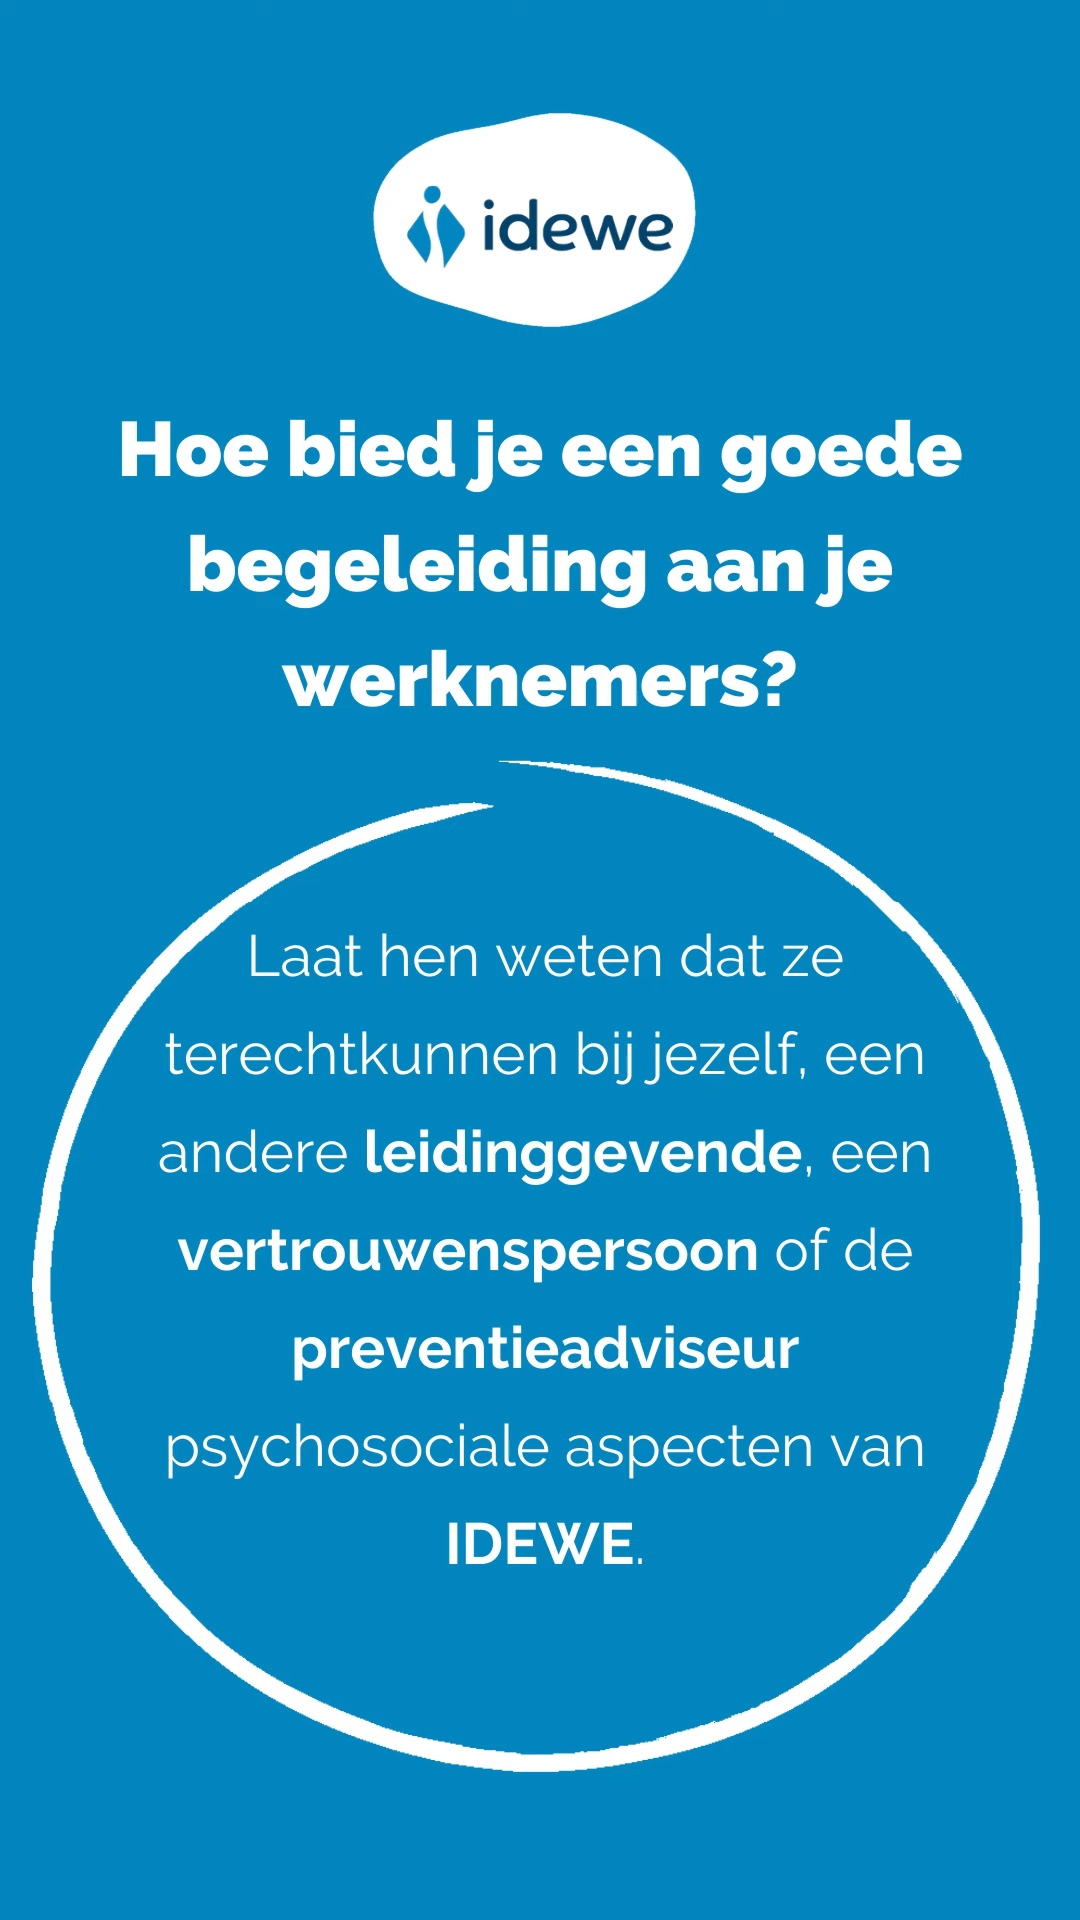 idewe
Hoe bied je een goede
begeleiding aan je
werknemers?
Laat hen weten dat ze
terechtkunnen bij jezelf, een
andere leidinggevende, een
vertrouwenspersoon of de
preventieadviseur
psychosociale aspecten van
IDEWE.